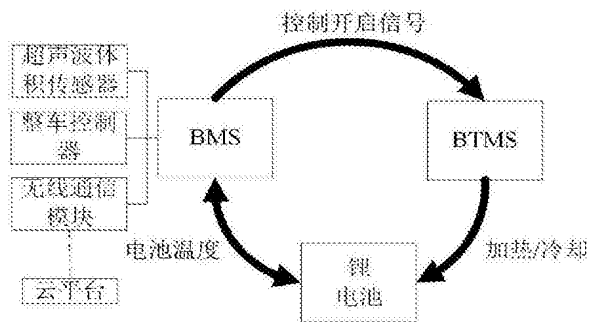 控制开启信号
超声波体
积传感器
整车控制
器
BMS
BTMS
无线通信
模块
电池温度
加热/冷却
锂
电池
云平台